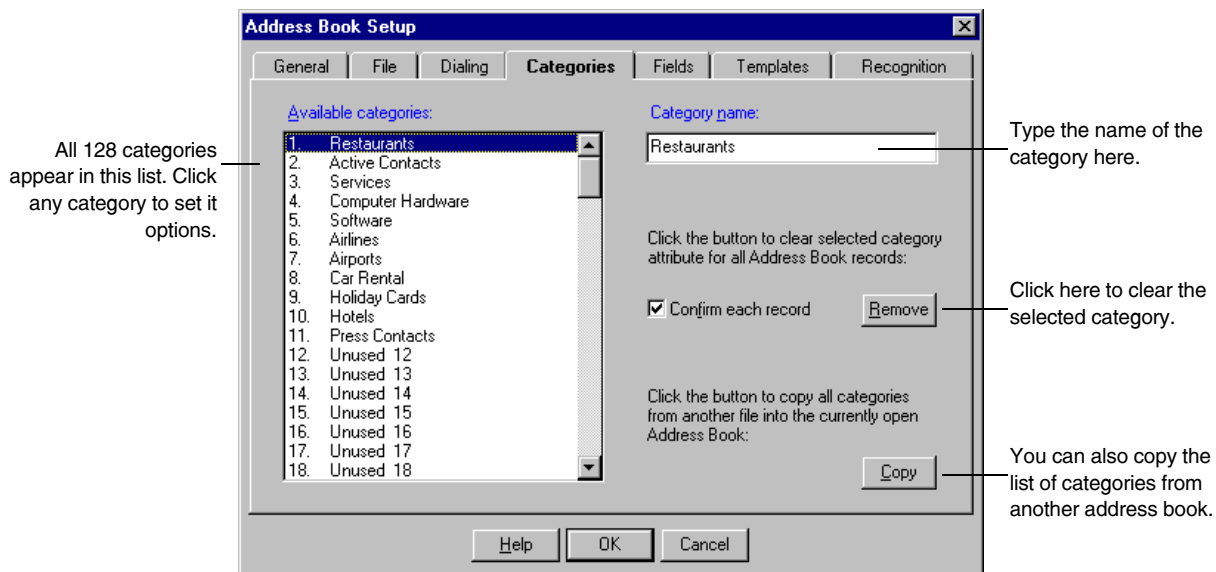 Address Book Setup
General File Dialing Categories Fields Templates Recognition
Available categories:
1. Restaurants
2. Active Contacts
3. Services
4. Computer Hardware
5. Software
6. Airlines
7. Airports
8. Car Rental
9. Holiday Cards
10. Hotels
11. Press Contacts
12. Unused 12
13. Unused 13
14. Unused 14
15. Unused 15
16. Unused 16
17. Unused 17
18. Unused 18
Category name:
Restaurants
Click the button to clear selected category
attribute for all Address Book records:
Confirm each record
Remove
Click the button to copy all categories
from another file into the currently open
Address Book:
Copy
Help OK Cancel
All 128 categories
appear in this list. Click
any category to set it
options.
Type the name of the
category here.
Click here to clear the
selected category.
You can also copy the
list of categories from
another address book.